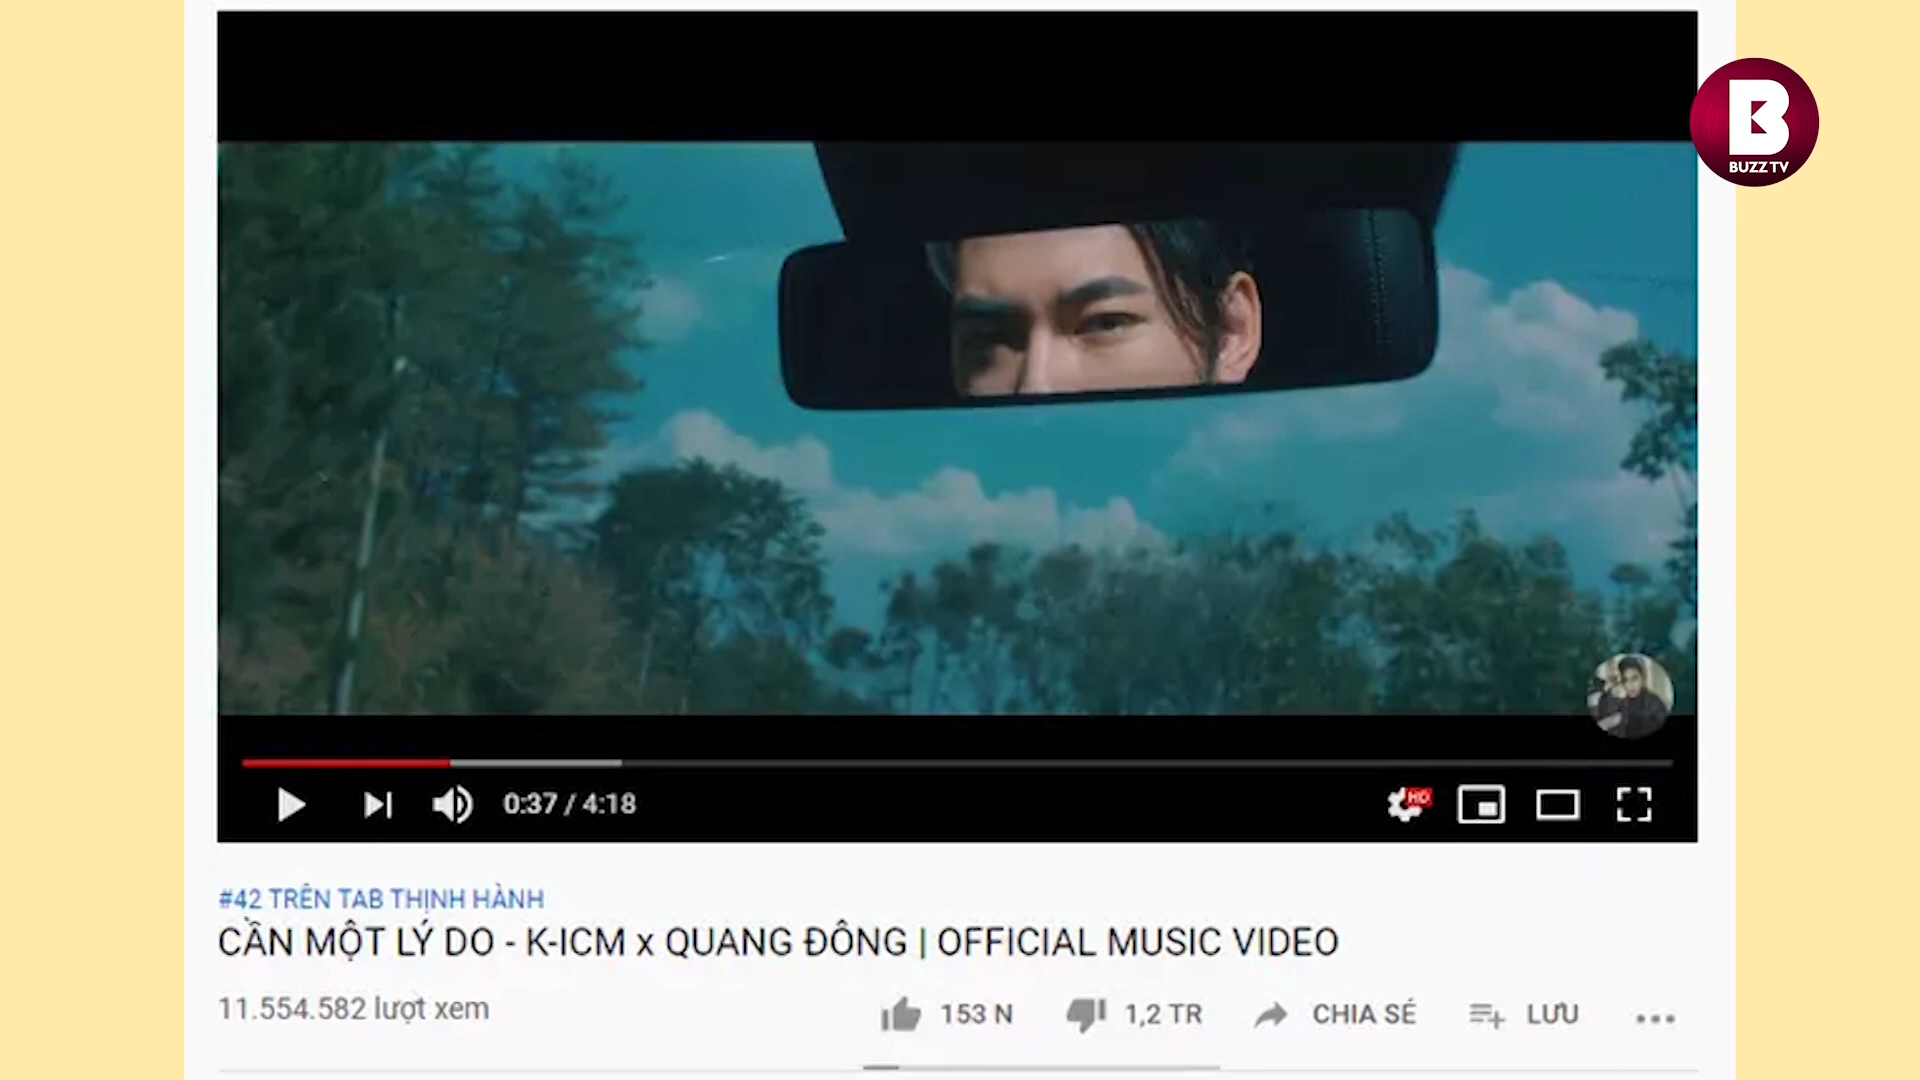 BUZZ TV
0:37 / 4:18
HD
#42 TRÊN TAB THỊNH HÀNH
CẦN MỘT LÝ DO - K-ICM x QUANG ĐÔNG | OFFICIAL MUSIC VIDEO
11.554.582 lượt xem
153 N
1,2 TR
CHIA SẺ
LƯU